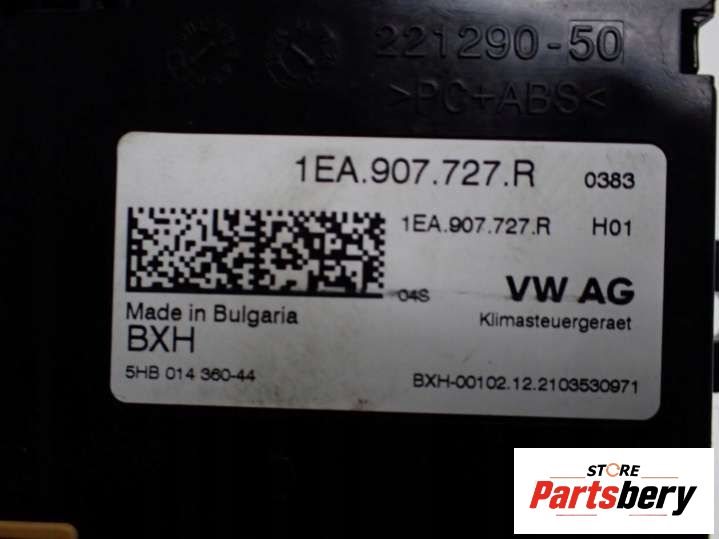 221290-50
>PC+ABS<
1EA.907.727.R 0383
1EA.907.727.R H01
04S VW AG
Made in Bulgaria Klimasteuergeraet
BXH
5HB 014 360-44 BXH-00102.12.2103530971
STORE
Partsbery